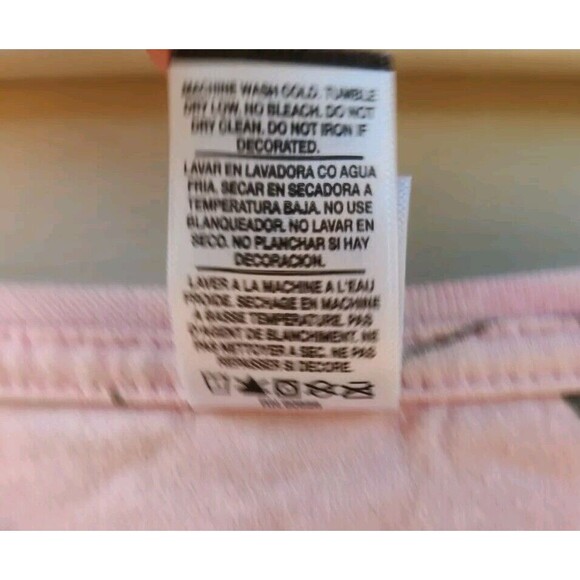 MACHINE WASH COLD. TUMBLE
DRY LOW. NO BLEACH. DO NOT
DRY CLEAN. DO NOT IRON IF
DECORATED.
LAVAR EN LAVADORA CO AGUA
FRIA. SECAR EN SECADORA A
TEMPERATURA BAJA. NO USE
BLANQUEADOR. NO LAVAR EN
SECO. NO PLANCHAR SI HAY
DECORACION.
LAVER A LA MACHINE A L'EAU
FROIDE. SECHAGE EN MACHINE
A BASSE TEMPERATURE. PAS
D'AGENT DE BLANCHIMENT. NE
PAS NETTOYER A SEC. NE PAS
REPASSER SI DECORE.